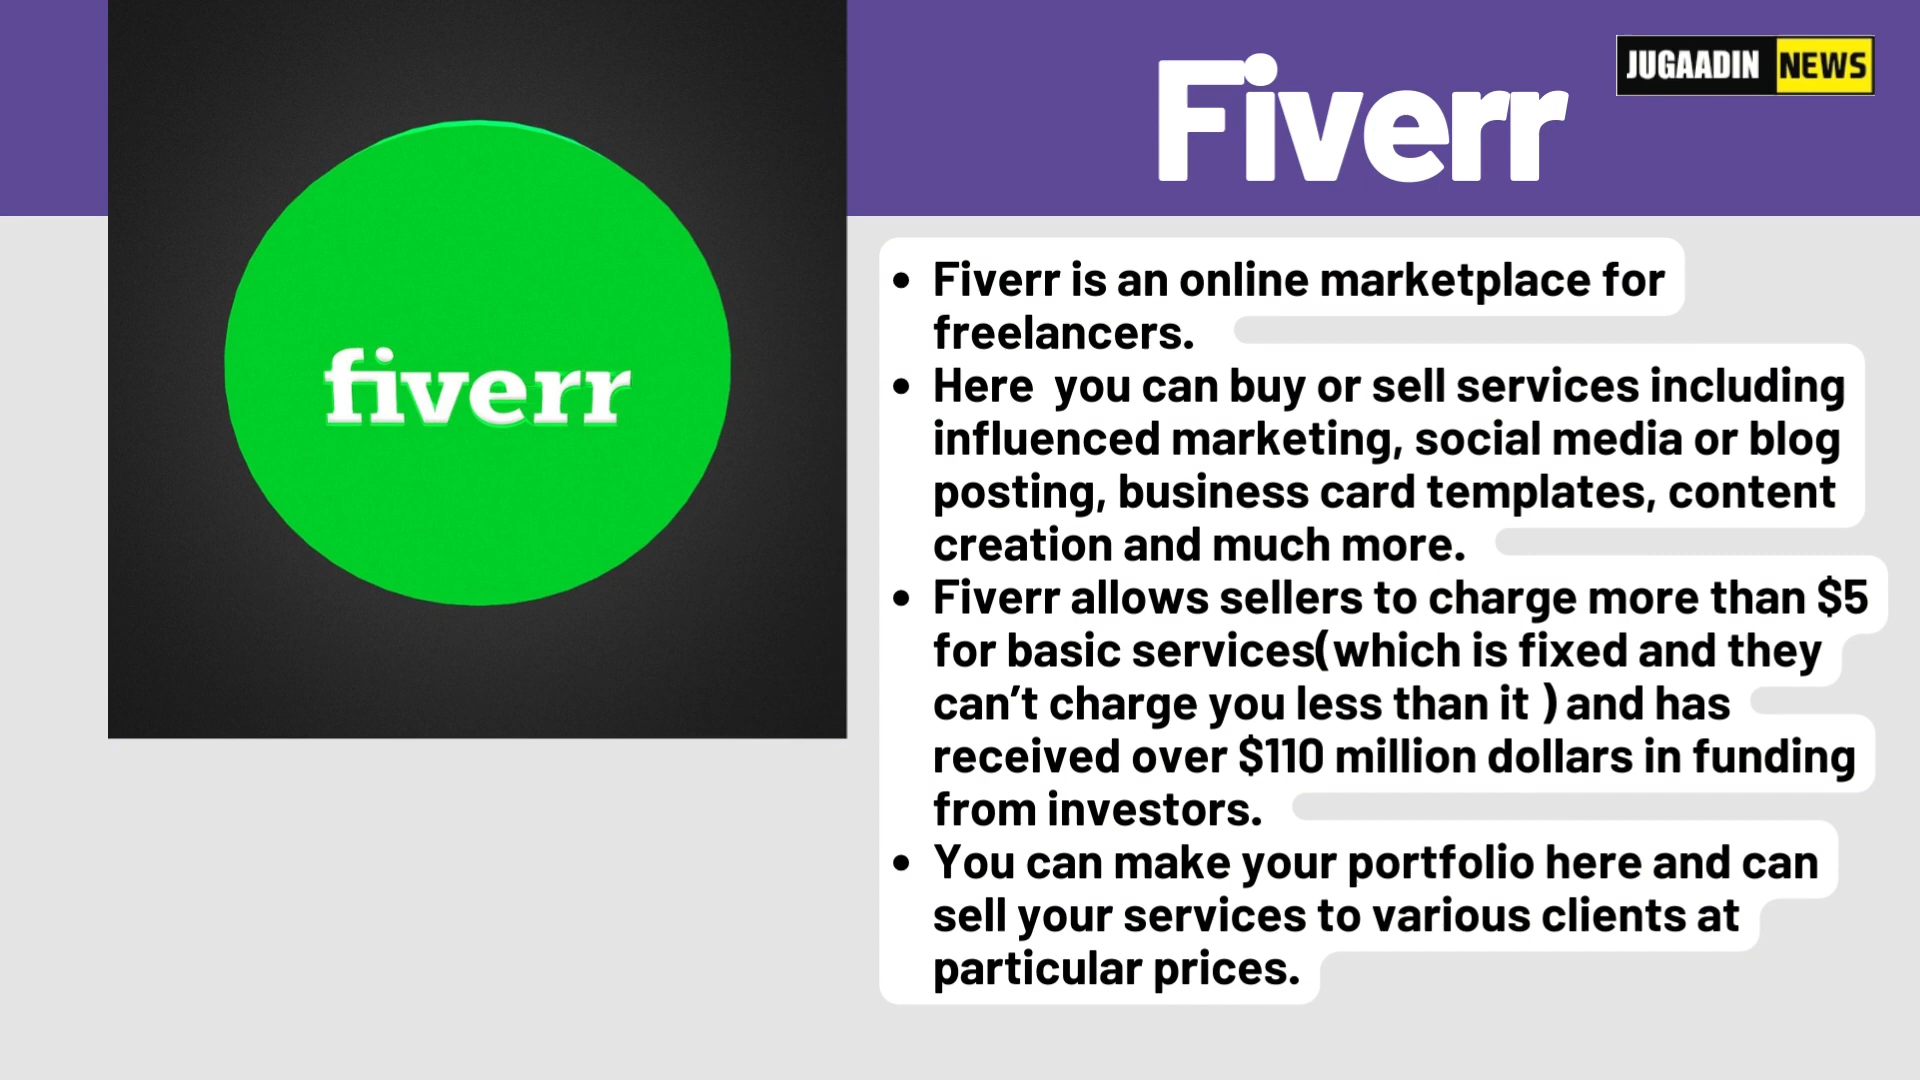 fiverr
Fiverr
JUGAADIN NEWS
• Fiverr is an online marketplace for
freelancers.
• Here  you can buy or sell services including
influenced marketing, social media or blog
posting, business card templates, content
creation and much more.
• Fiverr allows sellers to charge more than $5
for basic services(which is fixed and they
can’t charge you less than it ) and has
received over $110 million dollars in funding
from investors.
• You can make your portfolio here and can
sell your services to various clients at
particular prices.